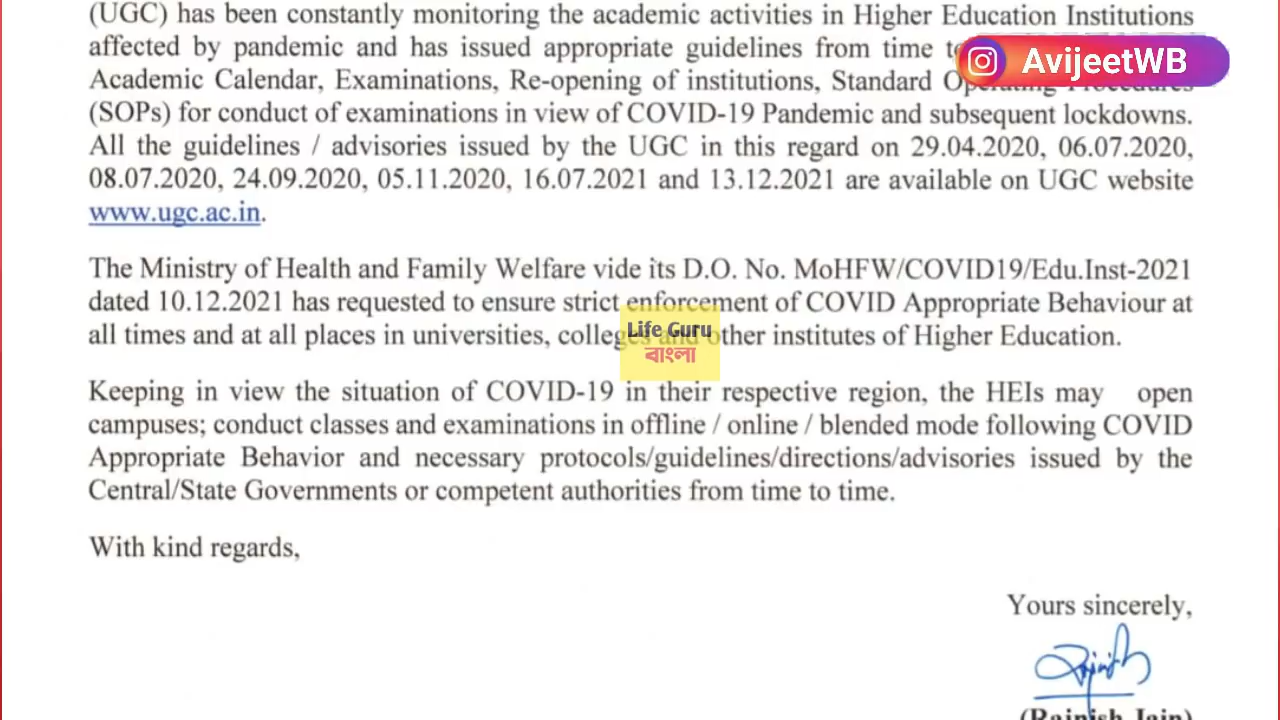 (UGC) has been constantly monitoring the academic activities in Higher Education Institutions
affected by pandemic and has issued appropriate guidelines from time
AvijeetWB
Academic Calendar, Examinations, Re-opening of institutions, Standard Operating Procedures
(SOPs) for conduct of examinations in view of COVID-19 Pandemic and subsequent lockdowns.
All the guidelines / advisories issued by the UGC in this regard on 29.04.2020, 06.07.2020,
08.07.2020, 24.09.2020, 05.11.2020, 16.07.2021 and 13.12.2021 are available on UGC website
www.ugc.ac.in.
The Ministry of Health and Family Welfare vide its D.O. No. MoHFW/COVID19/Edu.Inst-2021
dated 10.12.2021 has requested to ensure strict enforcement of COVID Appropriate Behaviour at
all times and at all places in universities, colleges and other institutes of Higher Education.
Life Guru
বাংলা
Keeping in view the situation of COVID-19 in their respective region, the HEIs may open
campuses; conduct classes and examinations in offline / online / blended mode following COVID
Appropriate Behavior and necessary protocols/guidelines/directions/advisories issued by the
Central/State Governments or competent authorities from time to time.
With kind regards,
Yours sincerely,
(Rajnish Jain)